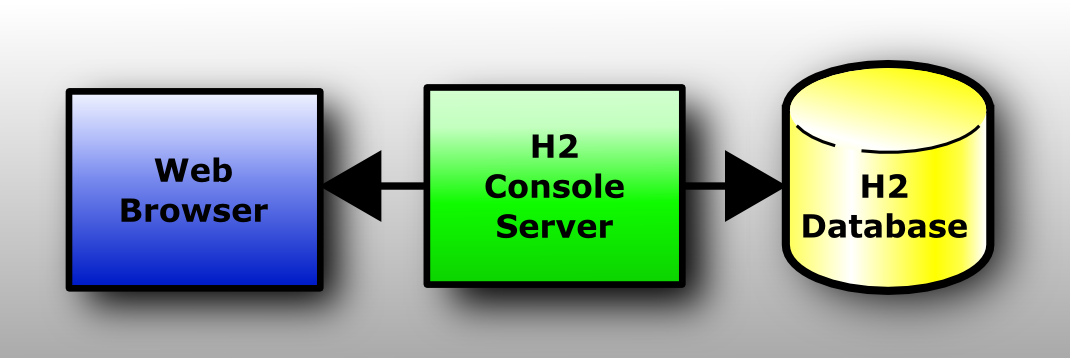 Web
Browser
H2
Console
Server
H2
Database